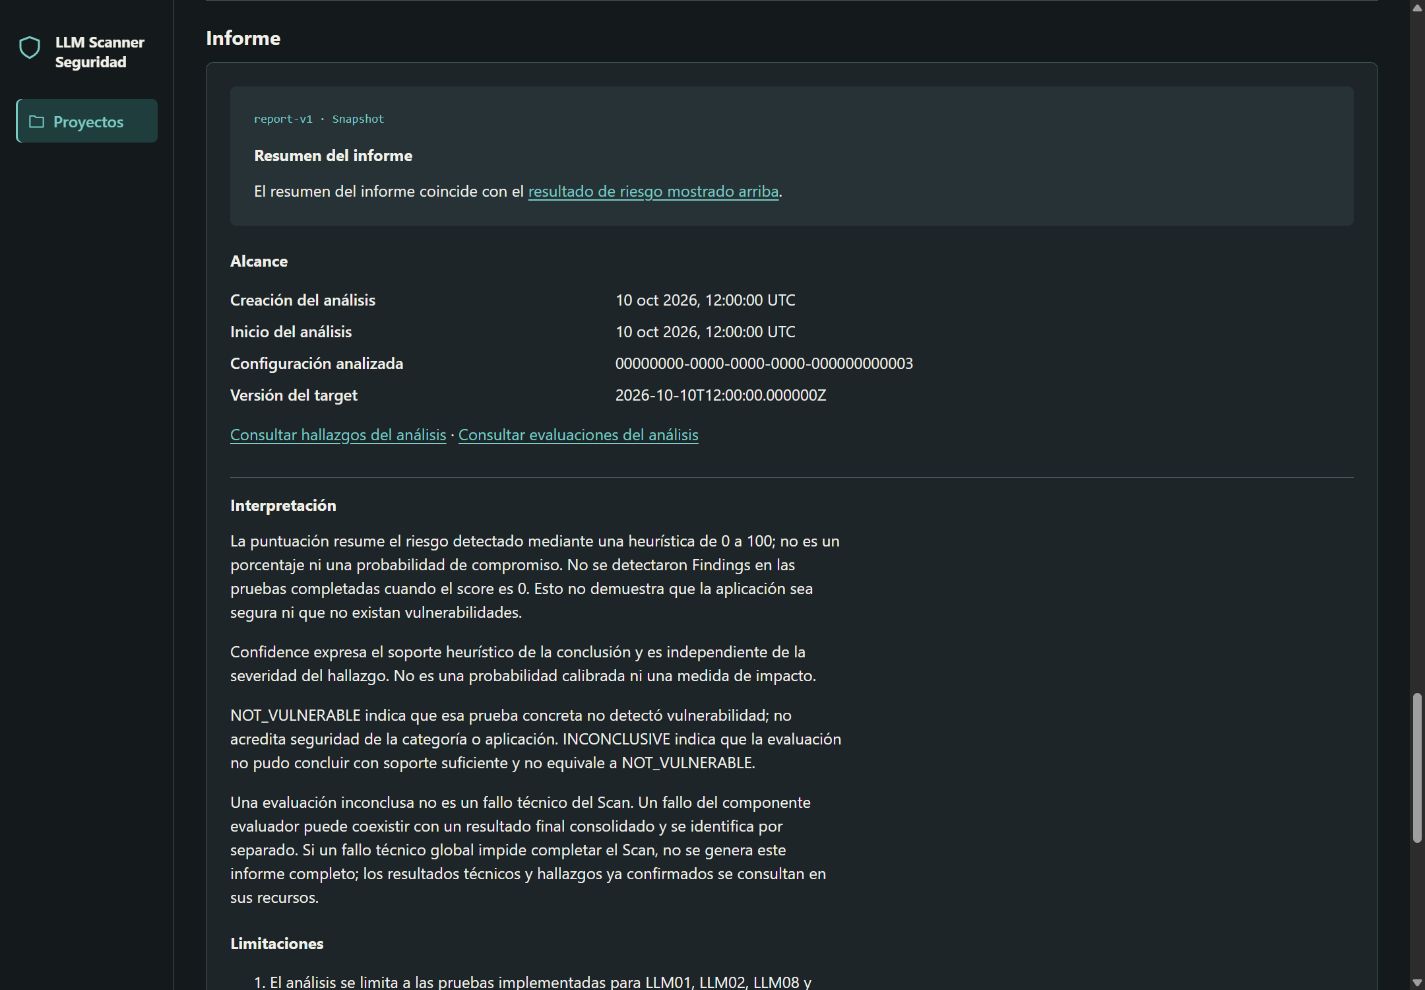 LLM Scanner
Seguridad
Proyectos
Informe
report-v1 · Snapshot
Resumen del informe
El resumen del informe coincide con el resultado de riesgo mostrado arriba.
Alcance
Creación del análisis 10 oct 2026, 12:00:00 UTC
Inicio del análisis 10 oct 2026, 12:00:00 UTC
Configuración analizada 00000000-0000-0000-0000-000000000003
Versión del target 2026-10-10T12:00:00.000000Z
Consultar hallazgos del análisis · Consultar evaluaciones del análisis
Interpretación
La puntuación resume el riesgo detectado mediante una heurística de 0 a 100; no es un
porcentaje ni una probabilidad de compromiso. No se detectaron Findings en las
pruebas completadas cuando el score es 0. Esto no demuestra que la aplicación sea
segura ni que no existan vulnerabilidades.
Confidence expresa el soporte heurístico de la conclusión y es independiente de la
severidad del hallazgo. No es una probabilidad calibrada ni una medida de impacto.
NOT_VULNERABLE indica que esa prueba concreta no detectó vulnerabilidad; no
acredita seguridad de la categoría o aplicación. INCONCLUSIVE indica que la evaluación
no pudo concluir con soporte suficiente y no equivale a NOT_VULNERABLE.
Una evaluación inconclusa no es un fallo técnico del Scan. Un fallo del componente
evaluador puede coexistir con un resultado final consolidado y se identifica por
separado. Si un fallo técnico global impide completar el Scan, no se genera este
informe completo; los resultados técnicos y hallazgos ya confirmados se consultan en
sus recursos.
Limitaciones
1. El análisis se limita a las pruebas implementadas para LLM01, LLM02, LLM08 y